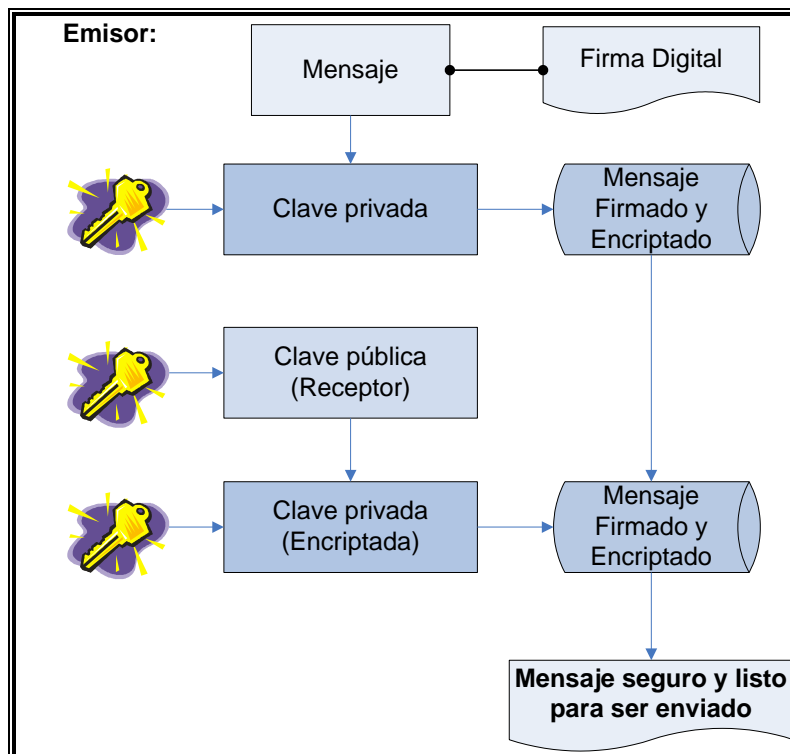 Emisor:
Mensaje
Firma Digital
Clave privada
Mensaje
Firmado y
Encriptado
Clave pública
(Receptor)
Clave privada
(Encriptada)
Mensaje
Firmado y
Encriptado
Mensaje seguro y listo
para ser enviado